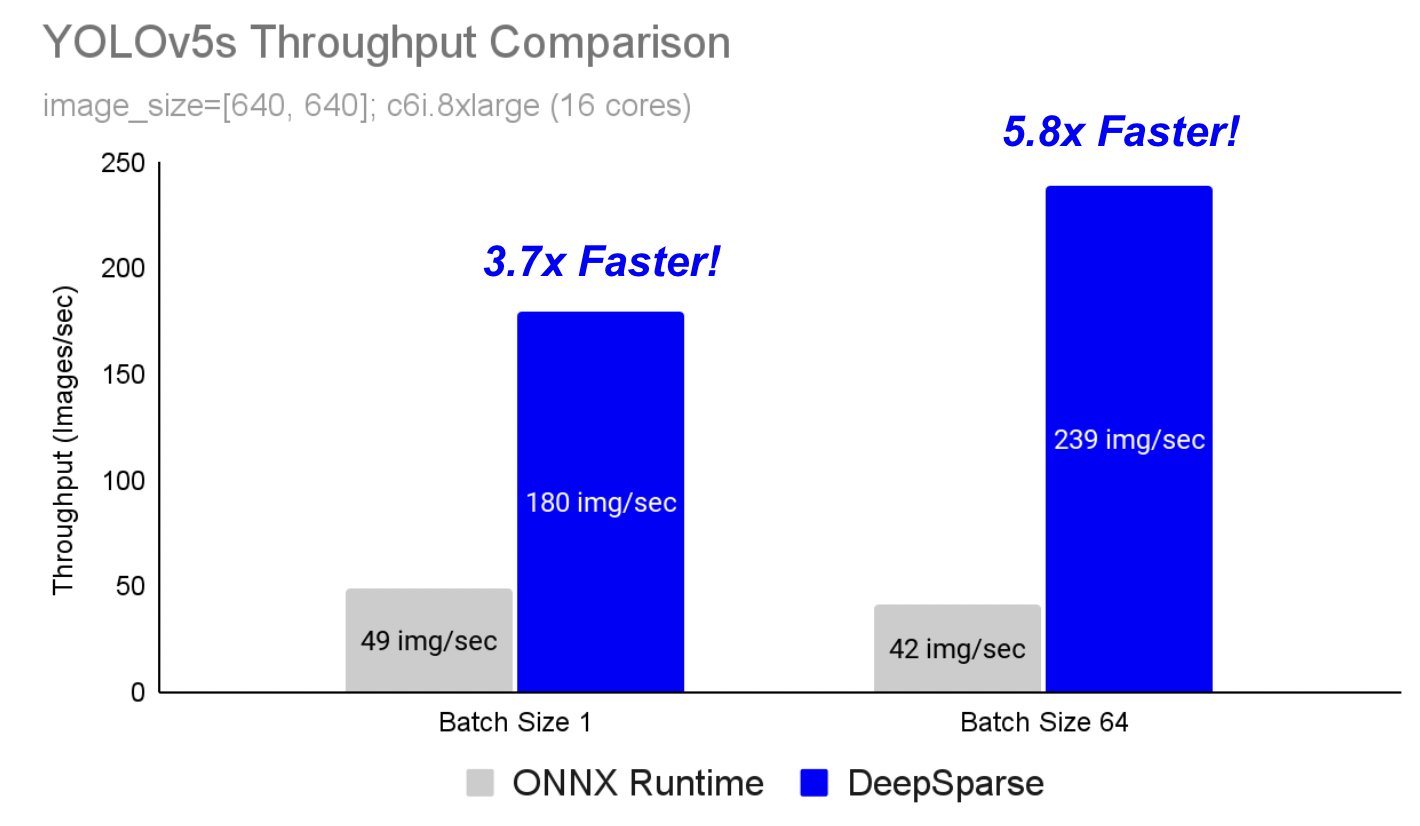 YOLOv5s Throughput Comparison
image_size=[640, 640]; c6i.8xlarge (16 cores)
5.8x Faster!
3.7x Faster!
Throughput (Images/sec)
250
200
150
100
50
0
49 img/sec
180 img/sec
42 img/sec
239 img/sec
Batch Size 1
Batch Size 64
ONNX Runtime
DeepSparse